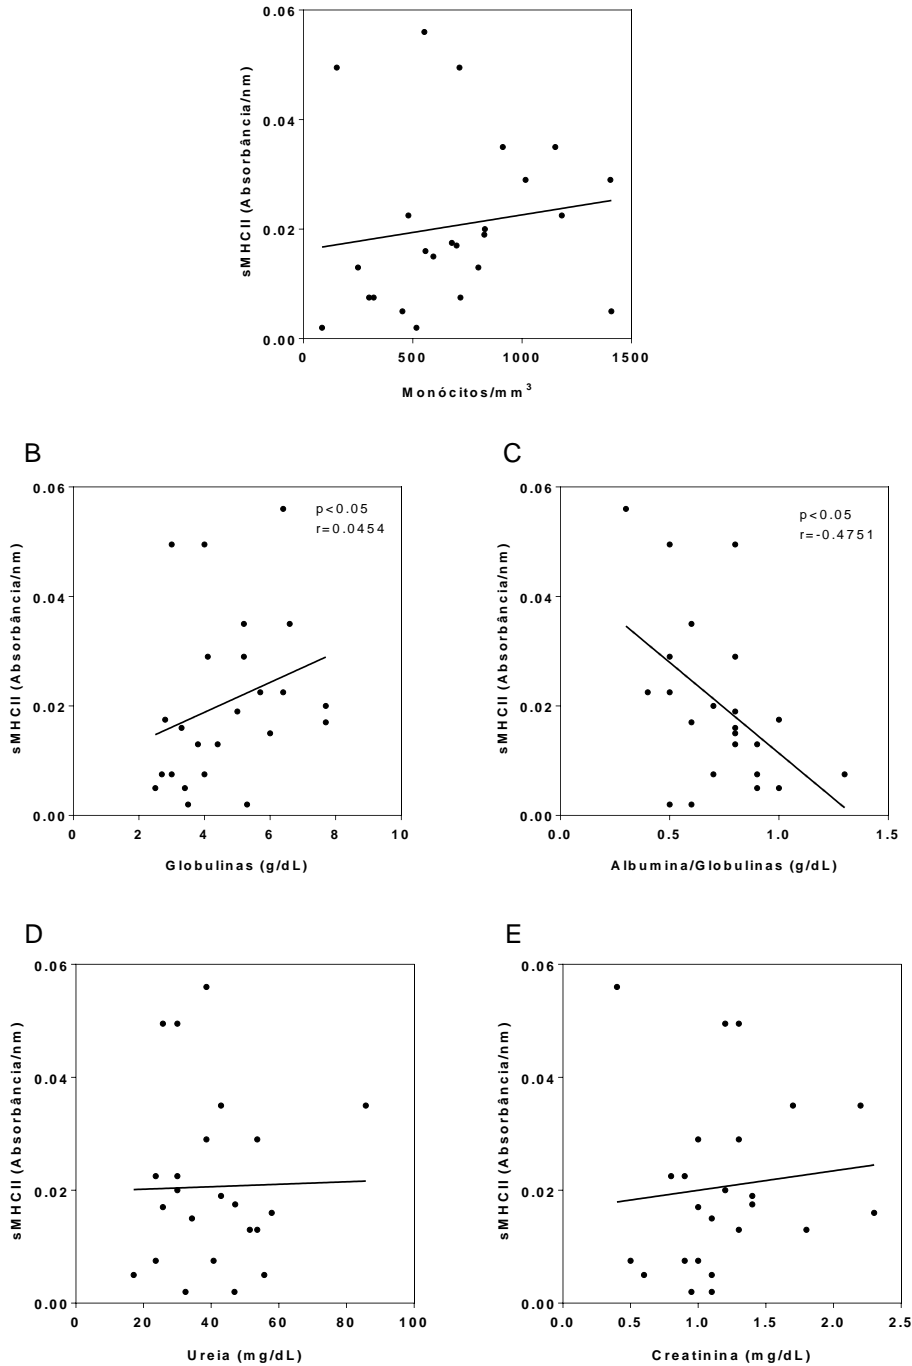 0.06
0.04
0.02
0.00
sMHCII (Absorbância/nm)
0 500 1000 1500
Monócitos/mm³
B
0.06
0.04
0.02
0.00
sMHCII (Absorbância/nm)
p<0.05
r=0.0454
0 2 4 6 8 10
Globulinas (g/dL)
C
0.06
0.04
0.02
0.00
sMHCII (Absorbância/nm)
p<0.05
r=-0.4751
0.0 0.5 1.0 1.5
Albumina/Globulinas (g/dL)
D
0.06
0.04
0.02
0.00
sMHCII (Absorbância/nm)
0 20 40 60 80 100
Ureia (mg/dL)
E
0.06
0.04
0.02
0.00
sMHCII (Absorbância/nm)
0.0 0.5 1.0 1.5 2.0 2.5
Creatinina (mg/dL)